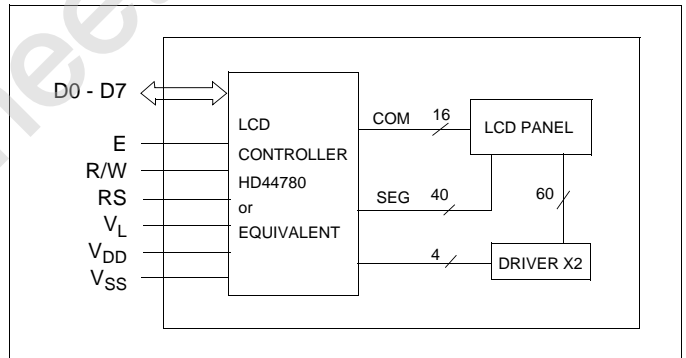 D0 - D7
E
R/W
RS
VL
VDD
VSS
LCD
CONTROLLER
HD44780
or
EQUIVALENT
COM 16
SEG 40
4
LCD PANEL
60
DRIVER X2